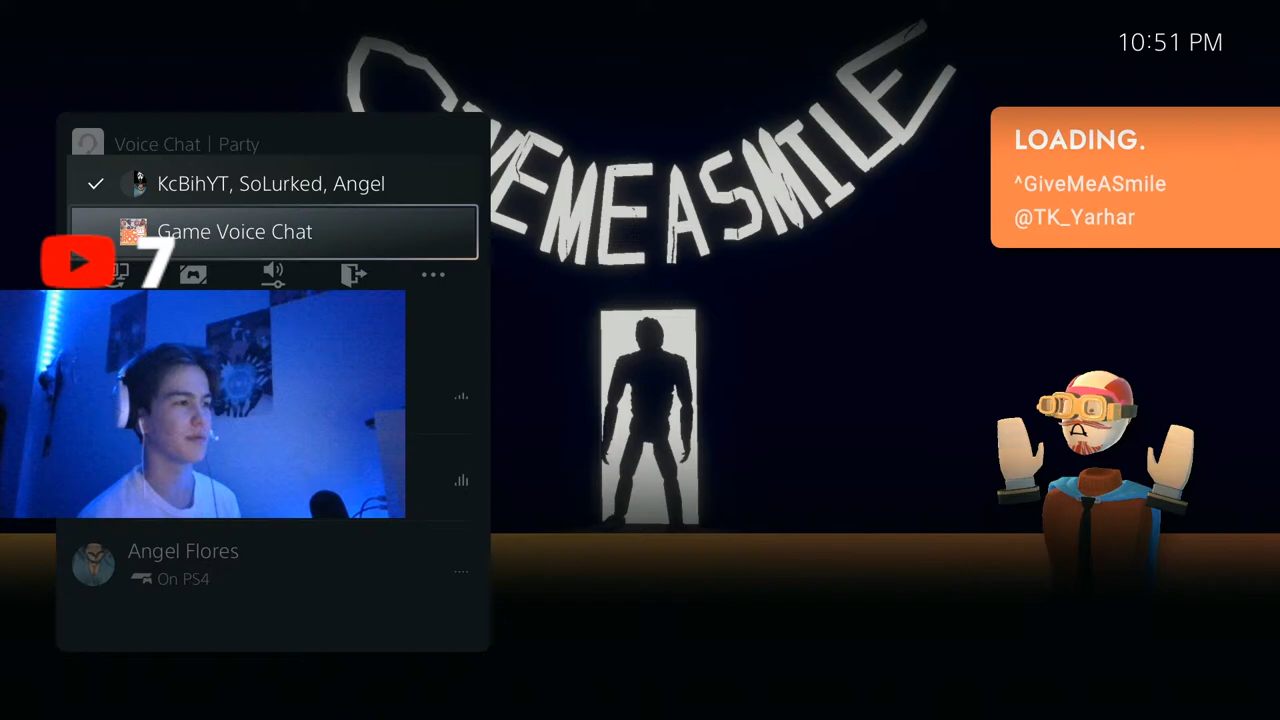 10:51 PM
GIVEMEASMILE
Voice Chat | Party
KcBihYT, SoLurked, Angel
Game Voice Chat
7
LOADING.
^GiveMeASmile
@TK_Yarhar
Angel Flores
On PS4